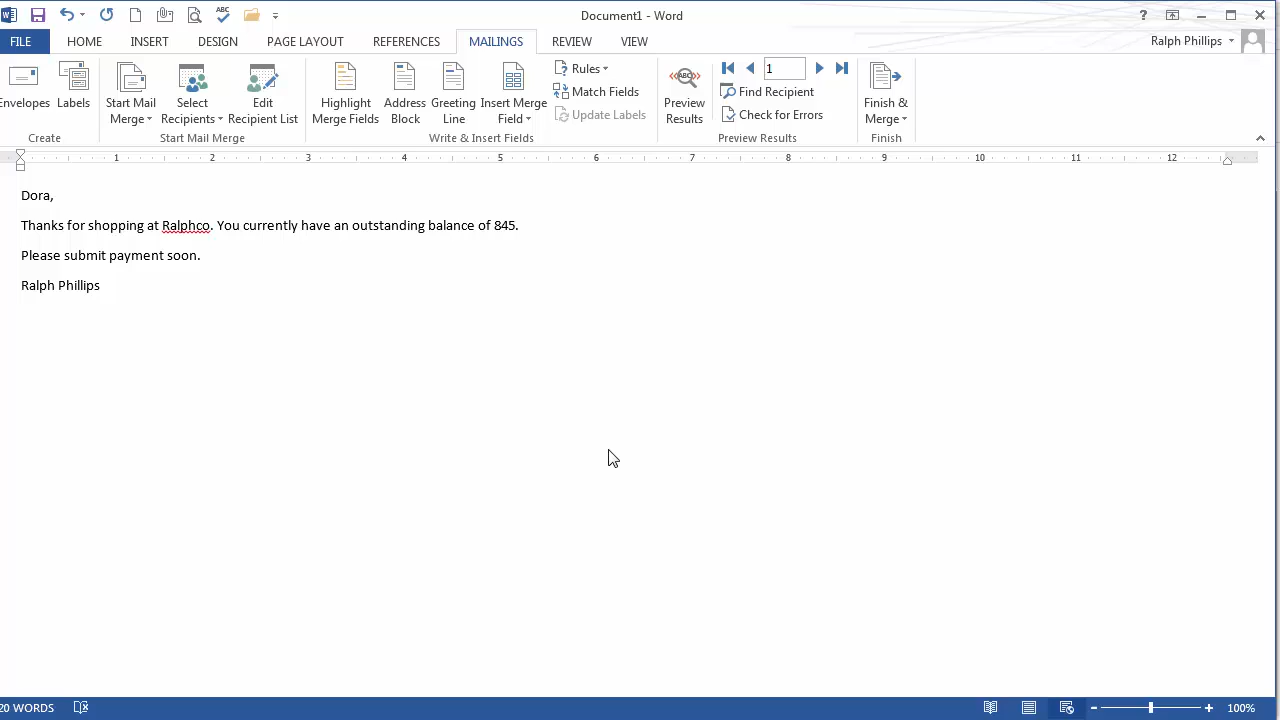 ABC
Document1 - Word
?
FILE HOME INSERT DESIGN PAGE LAYOUT REFERENCES MAILINGS REVIEW VIEW Ralph Phillips
Envelopes Labels Start Mail Merge Select Recipients Edit Recipient List Highlight Merge Fields Address Block Greeting Line Insert Merge Field Rules Match Fields Update Labels ABC Preview Results 1 Find Recipient Check for Errors Finish & Merge
Create Start Mail Merge Write & Insert Fields Preview Results Finish
1 2 3 4 5 6 7 8 9 10 11 12
Dora,
Thanks for shopping at Ralphco. You currently have an outstanding balance of 845.
Please submit payment soon.
Ralph Phillips
20 WORDS 100%